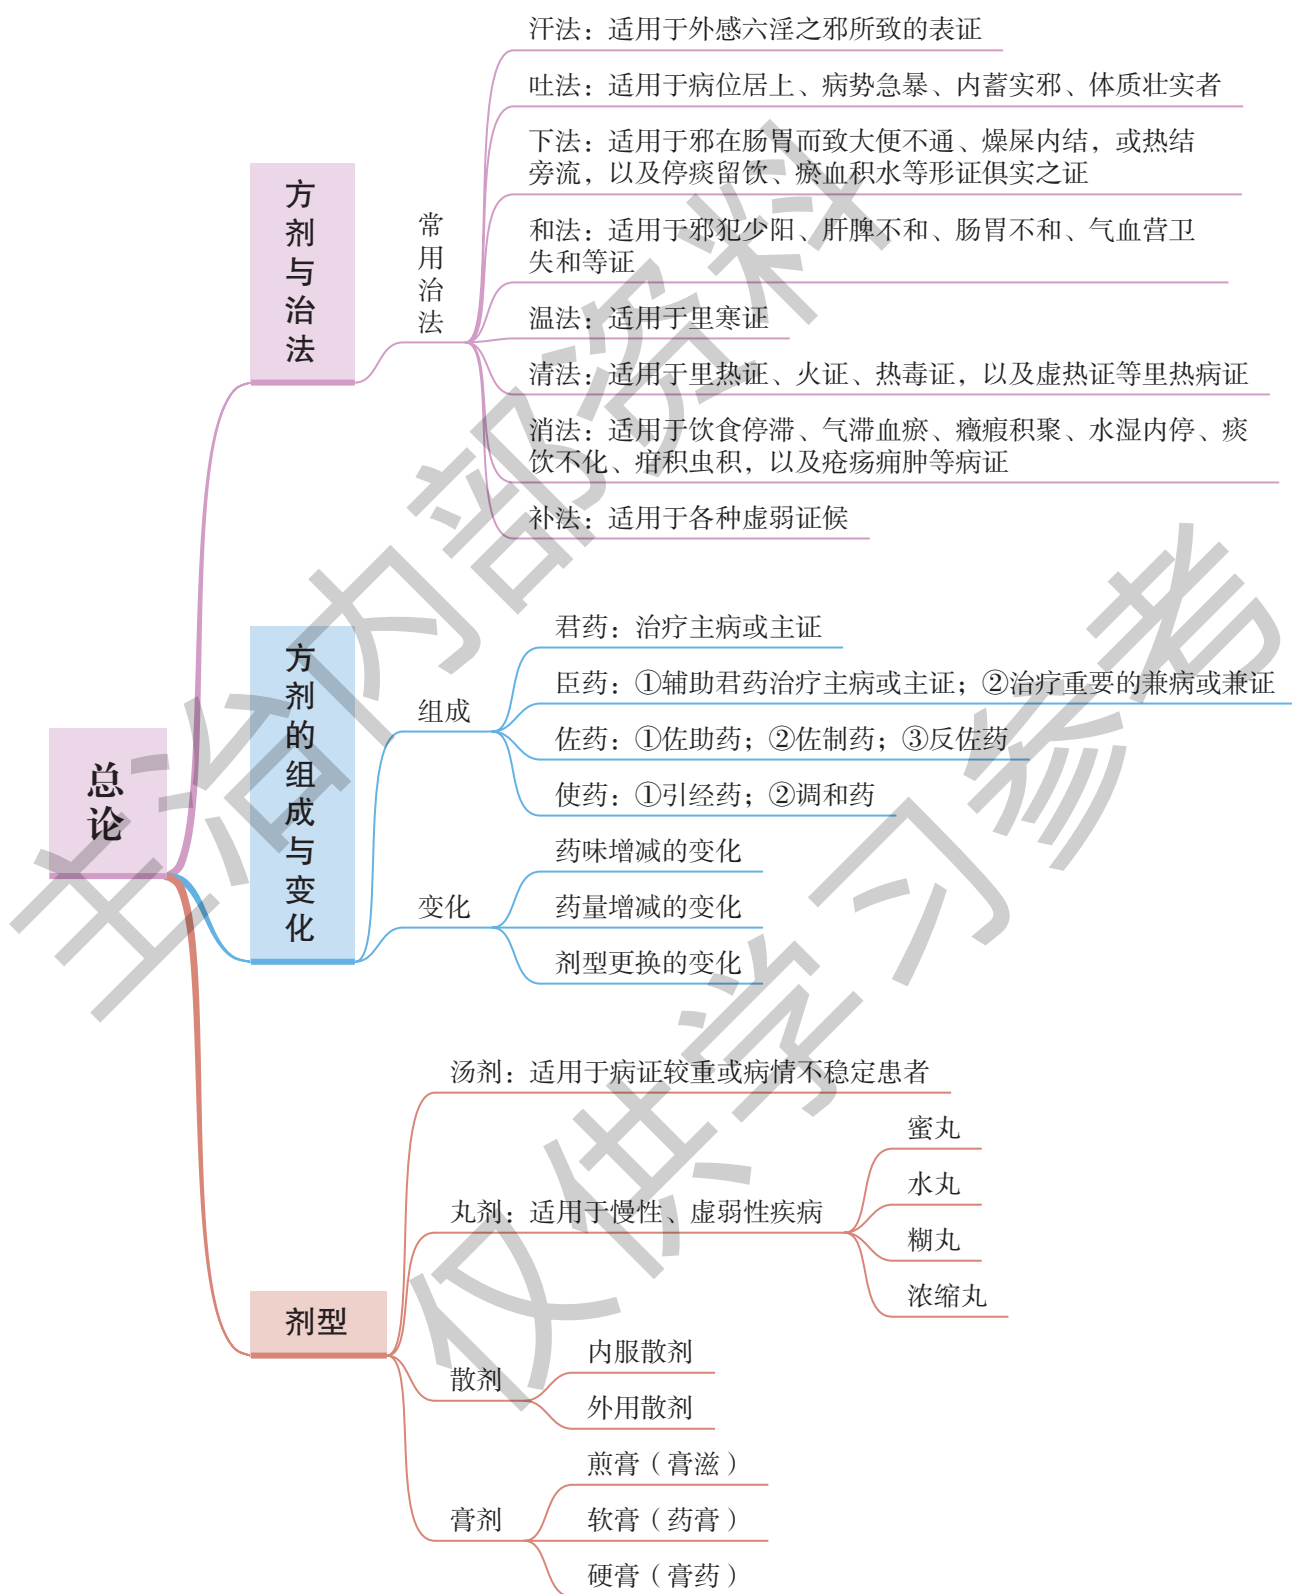 总论
方剂与治法
常用治法
汗法：适用于外感六淫之邪所致的表证
吐法：适用于病位居上、病势急暴、内蓄实邪、体质壮实者
下法：适用于邪在肠胃而致大便不通、燥屎内结，或热结
旁流，以及停痰留饮、瘀血积水等形证俱实之证
和法：适用于邪犯少阳、肝脾不和、肠胃不和、气血营卫
失和等证
温法：适用于里寒证
清法：适用于里热证、火证、热毒证，以及虚热证等里热病证
消法：适用于饮食停滞、气滞血瘀、癥瘕积聚、水湿内停、痰
饮不化、疳积虫积，以及疮疡痈肿等病证
补法：适用于各种虚弱证候
方剂的组成与变化
组成
君药：治疗主病或主证
臣药：①辅助君药治疗主病或主证；②治疗重要的兼病或兼证
佐药：①佐助药；②佐制药；③反佐药
使药：①引经药；②调和药
变化
药味增减的变化
药量增减的变化
剂型更换的变化
剂型
汤剂：适用于病证较重或病情不稳定患者
丸剂：适用于慢性、虚弱性疾病
蜜丸
水丸
糊丸
浓缩丸
散剂
内服散剂
外用散剂
膏剂
煎膏（膏滋）
软膏（药膏）
硬膏（膏药）
主治内部资料
仅供学习参考